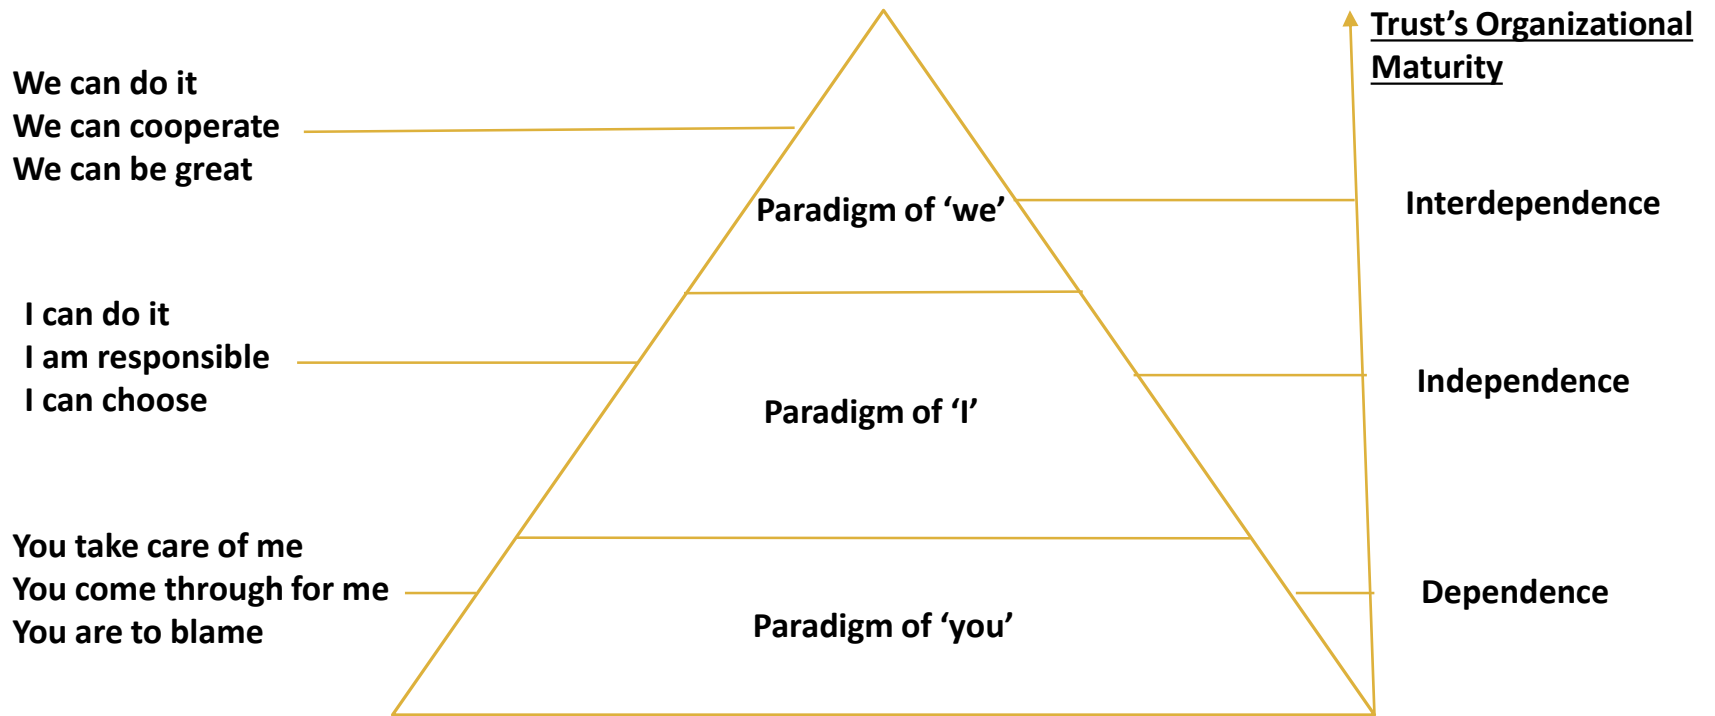 Trust’s Organizational
Maturity
We can do it
We can cooperate
We can be great
Paradigm of ‘we’
Interdependence
I can do it
I am responsible
I can choose
Paradigm of ‘I’
Independence
You take care of me
You come through for me
You are to blame
Paradigm of ‘you’
Dependence